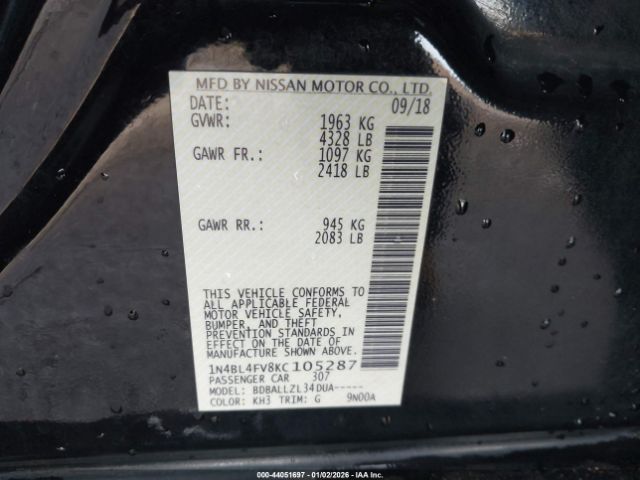 MFD BY NISSAN MOTOR CO., LTD.
DATE: 09/18
GVWR: 1963 KG
4328 LB
GAWR FR.: 1097 KG
2418 LB
GAWR RR.: 945 KG
2083 LB
THIS VEHICLE CONFORMS TO
ALL APPLICABLE FEDERAL
MOTOR VEHICLE SAFETY,
BUMPER, AND THEFT
PREVENTION STANDARDS IN
EFFECT ON THE DATE OF
MANUFACTURE SHOWN ABOVE.
1N4BL4FV8KC105287
PASSENGER CAR 307
MODEL: BDBALLZL34DUA-----
COLOR: KH3 TRIM: G 9N00A
000-44051697 - 01/02/2026 - IAA Inc.